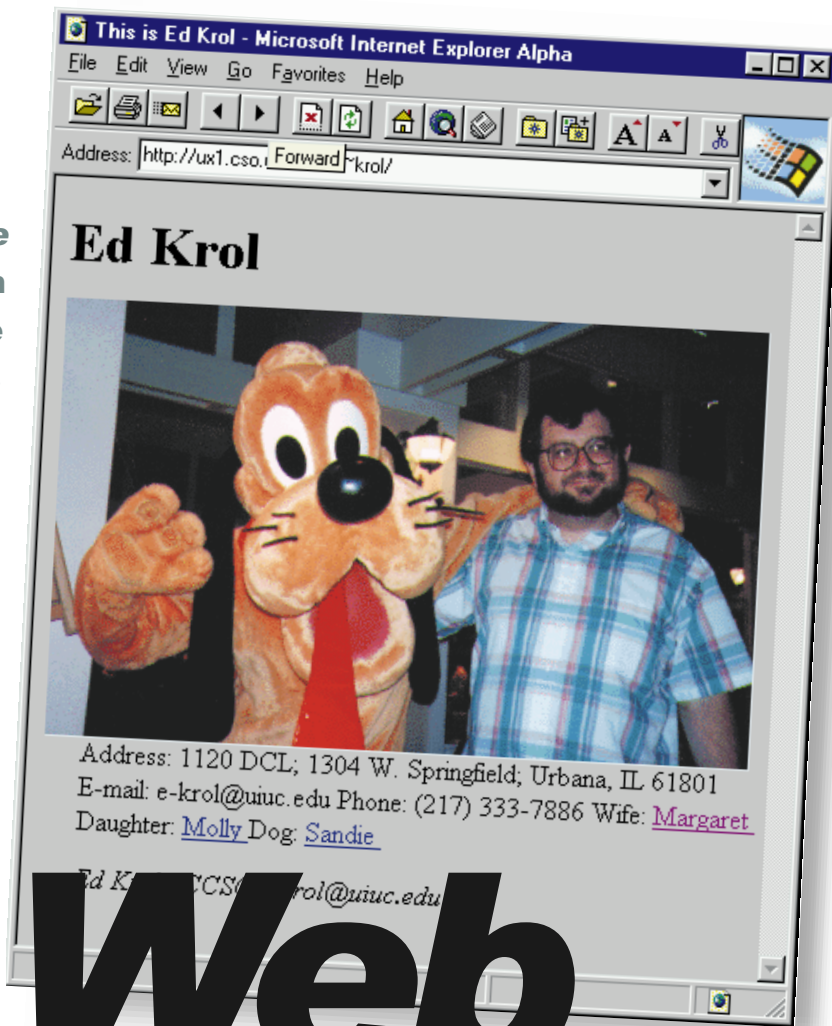 This is Ed Krol - Microsoft Internet Explorer Alpha
File Edit View Go Favorites Help
A A
Address: http://ux1.cso. Forward ~krol/
Ed Krol
Address: 1120 DCL; 1304 W. Springfield; Urbana, IL 61801
E-mail: e-krol@uiuc.edu Phone: (217) 333-7886 Wife: Margaret
Daughter: Molly Dog: Sandie
Ed rol@uiuc.edu
Web